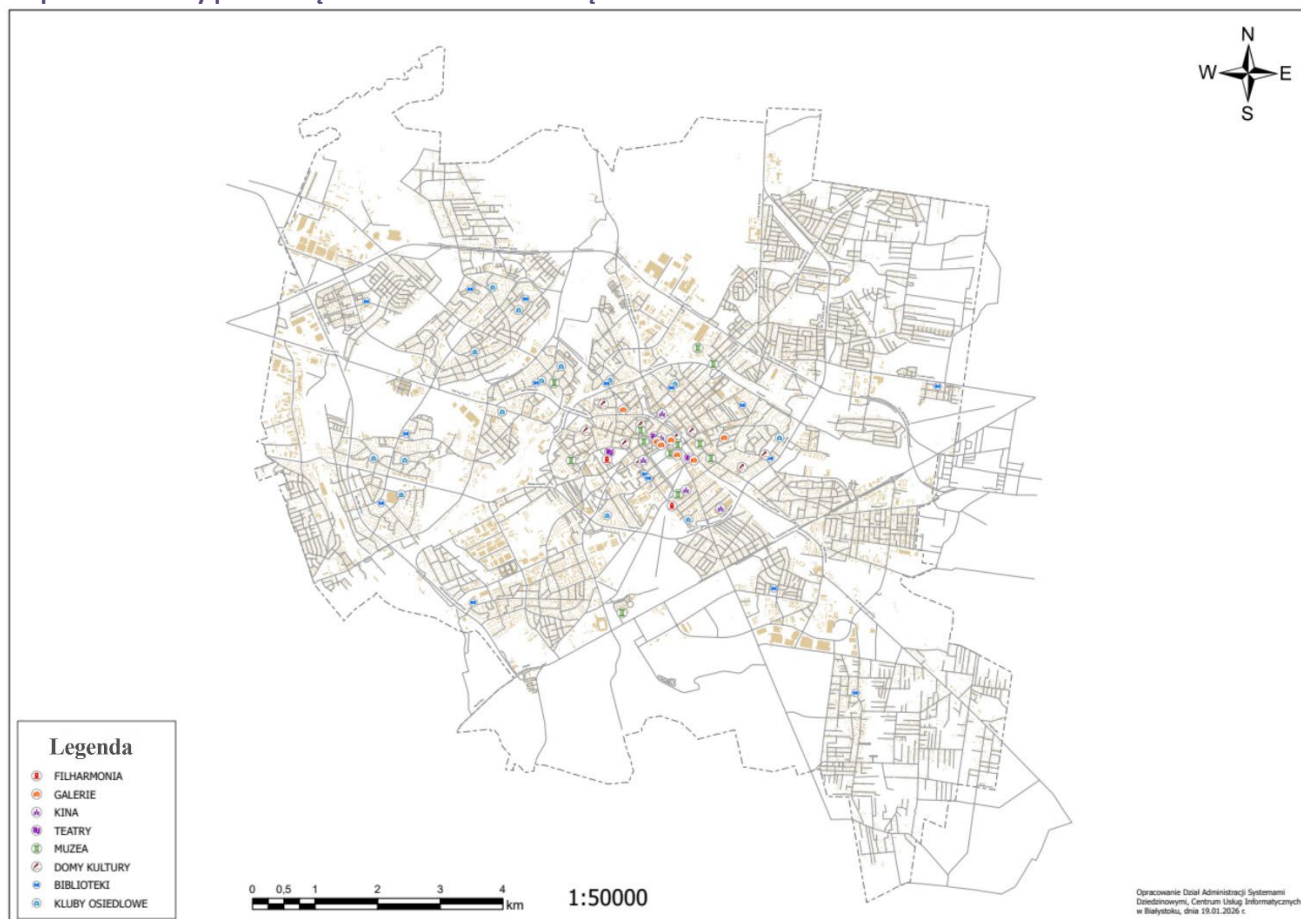 N
W E
S
Legenda
FILHARMONIA
GALERIE
KINA
TEATRY
MUZEA
DOMY KULTURY
BIBLIOTEKI
KLUBY OSIEDLOWE
0 0,5 1 2 3 4
km
1:50000
Opracowanie Dział Administracji Systemami
Dziedzinowymi, Centrum Usług Informatycznych
w Białymstoku, dnia 19.01.2026 r.